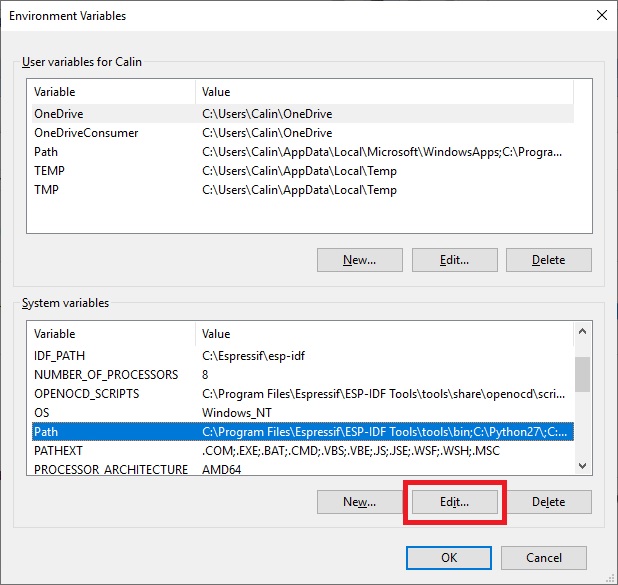 Environment Variables
User variables for Calin
Variable Value
OneDrive C:\Users\Calin\OneDrive
OneDriveConsumer C:\Users\Calin\OneDrive
Path C:\Users\Calin\AppData\Local\Microsoft\WindowsApps;C:\Progra...
TEMP C:\Users\Calin\AppData\Local\Temp
TMP C:\Users\Calin\AppData\Local\Temp
New... Edit... Delete
System variables
Variable Value
IDF_PATH C:\Espressif\esp-idf
NUMBER_OF_PROCESSORS 8
OPENOCD_SCRIPTS C:\Program Files\Espressif\ESP-IDF Tools\tools\share\openocd\scri...
OS Windows_NT
Path C:\Program Files\Espressif\ESP-IDF Tools\tools\bin;C:\Python27\;C:...
PATHEXT .COM;.EXE;.BAT;.CMD;.VBS;.VBE;.JS;.JSE;.WSF;.WSH;.MSC
PROCESSOR_ARCHITECTURE AMD64
New... Edit... Delete
OK Cancel